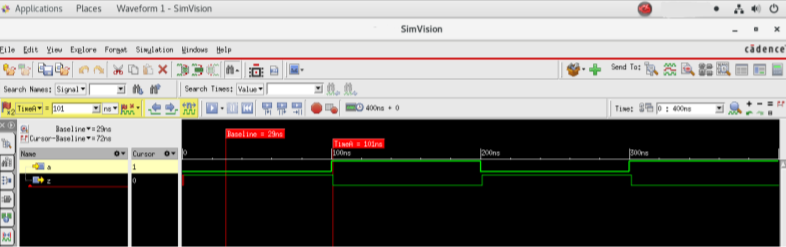 Applications Places Waveform 1 - SimVision
SimVision
File Edit View Explore Format Simulation Windows Help
cādence
Send To:
Search Names: Signal Search Times: Value
TimeA = 101 ns 400ns + 0 Time: 0 : 400ns
Baseline = 29ns
Cursor-Baseline = 72ns
Baseline = 29ns
TimeA = 101ns
Name Cursor 0 100ns 200ns 300ns
a 1
z 0